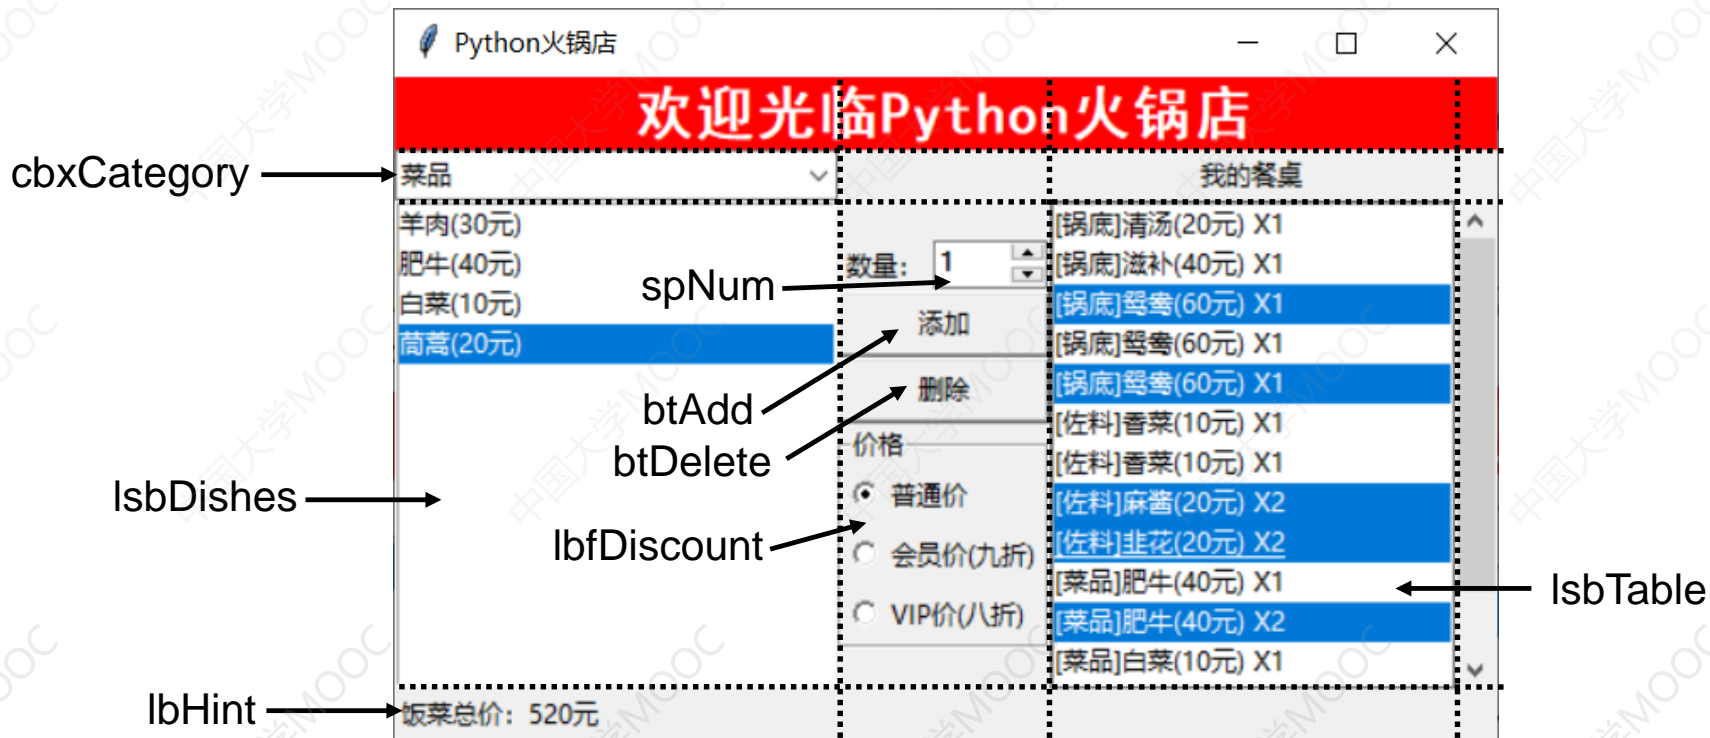 Python火锅店
欢迎光临Python火锅店
cbxCategory
菜品
我的餐桌
羊肉(30元)
肥牛(40元)
白菜(10元)
茼蒿(20元)
lsbDishes
数量：
1
spNum
添加
btAdd
删除
btDelete
价格
普通价
会员价(九折)
VIP价(八折)
lbfDiscount
[锅底]清汤(20元) X1
[锅底]滋补(40元) X1
[锅底]鸳鸯(60元) X1
[锅底]鸳鸯(60元) X1
[锅底]鸳鸯(60元) X1
[佐料]香菜(10元) X1
[佐料]香菜(10元) X1
[佐料]麻酱(20元) X2
[佐料]韭花(20元) X2
[菜品]肥牛(40元) X1
[菜品]肥牛(40元) X2
[菜品]白菜(10元) X1
lsbTable
lbHint
饭菜总价：520元
中国大学MOOC